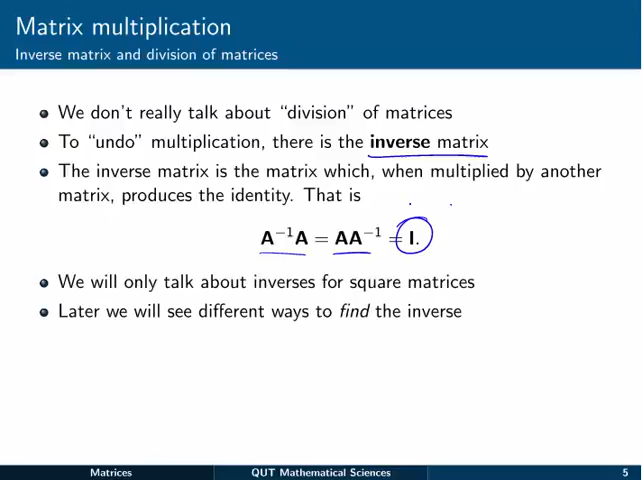 Matrix multiplication
Inverse matrix and division of matrices
We don't really talk about “division” of matrices
To “undo” multiplication, there is the inverse matrix
The inverse matrix is the matrix which, when multiplied by another
matrix, produces the identity. That is
A⁻¹A = AA⁻¹ = I.
We will only talk about inverses for square matrices
Later we will see different ways to find the inverse
Matrices QUT Mathematical Sciences 5